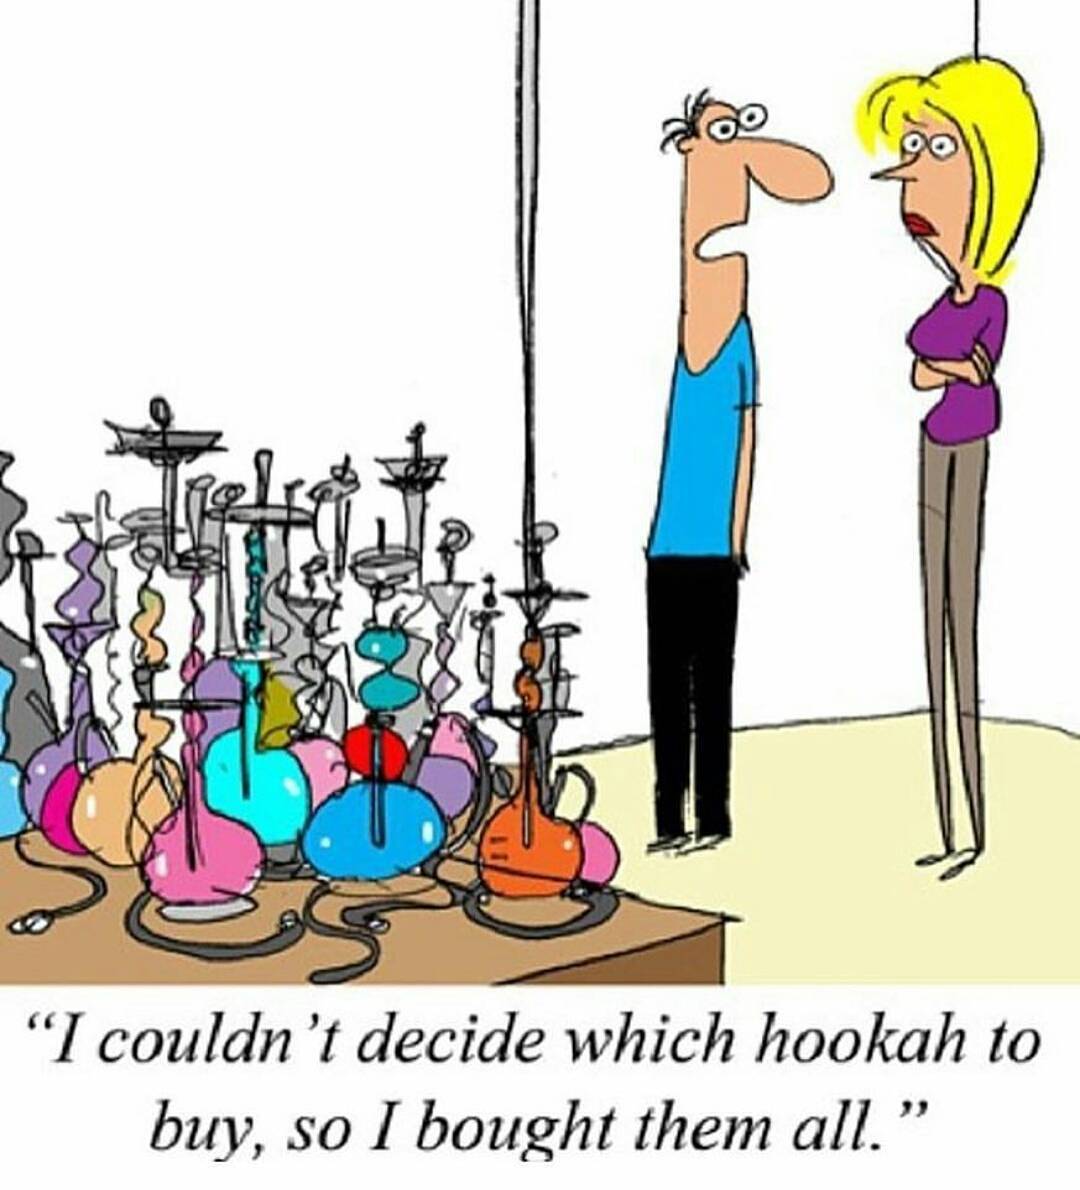 “I couldn’t decide which hookah to
buy, so I bought them all.”